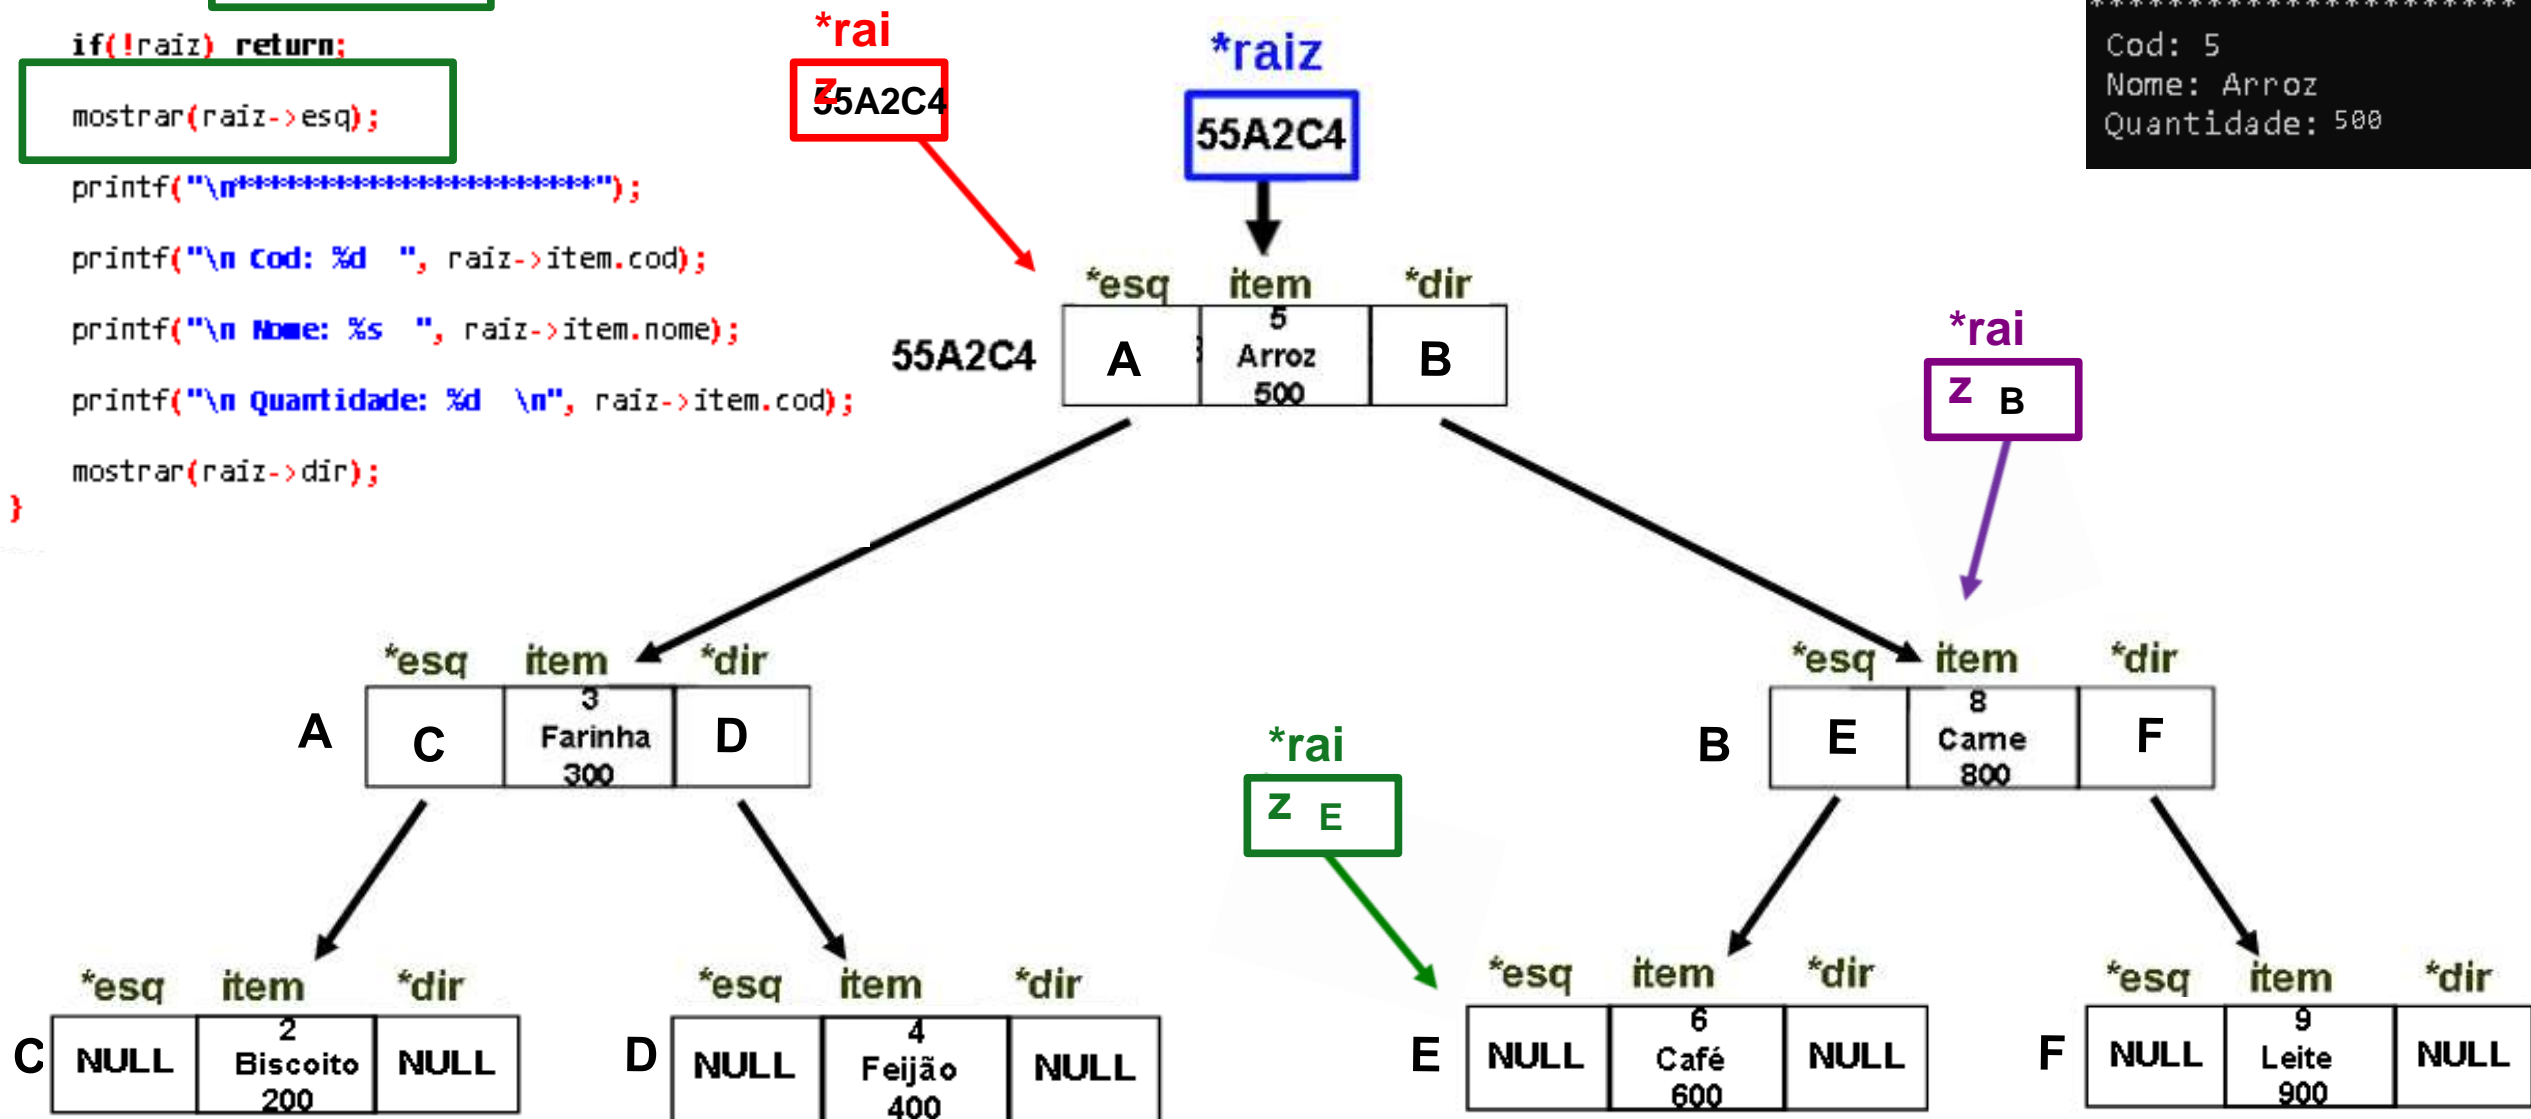 if(!raiz) return;
mostrar(raiz->esq);
printf("\n***********************");
printf("\n Cod: %d  ", raiz->item.cod);
printf("\n Nome: %s  ", raiz->item.nome);
printf("\n Quantidade: %d  \n", raiz->item.cod);
mostrar(raiz->dir);
}
*rai
z
55A2C4
*raiz
55A2C4
**********************
Cod: 5
Nome: Arroz
Quantidade: 500
*esq item *dir
55A2C4
A
5
Arroz
500
B
*rai
z B
*esq item *dir
A
C
3
Farinha
300
D
*rai
z E
*esq item *dir
B
E
8
Carne
800
F
*esq item *dir
C
NULL
2
Biscoito
200
NULL
*esq item *dir
D
NULL
4
Feijão
400
NULL
*esq item *dir
E
NULL
6
Café
600
NULL
*esq item *dir
F
NULL
9
Leite
900
NULL